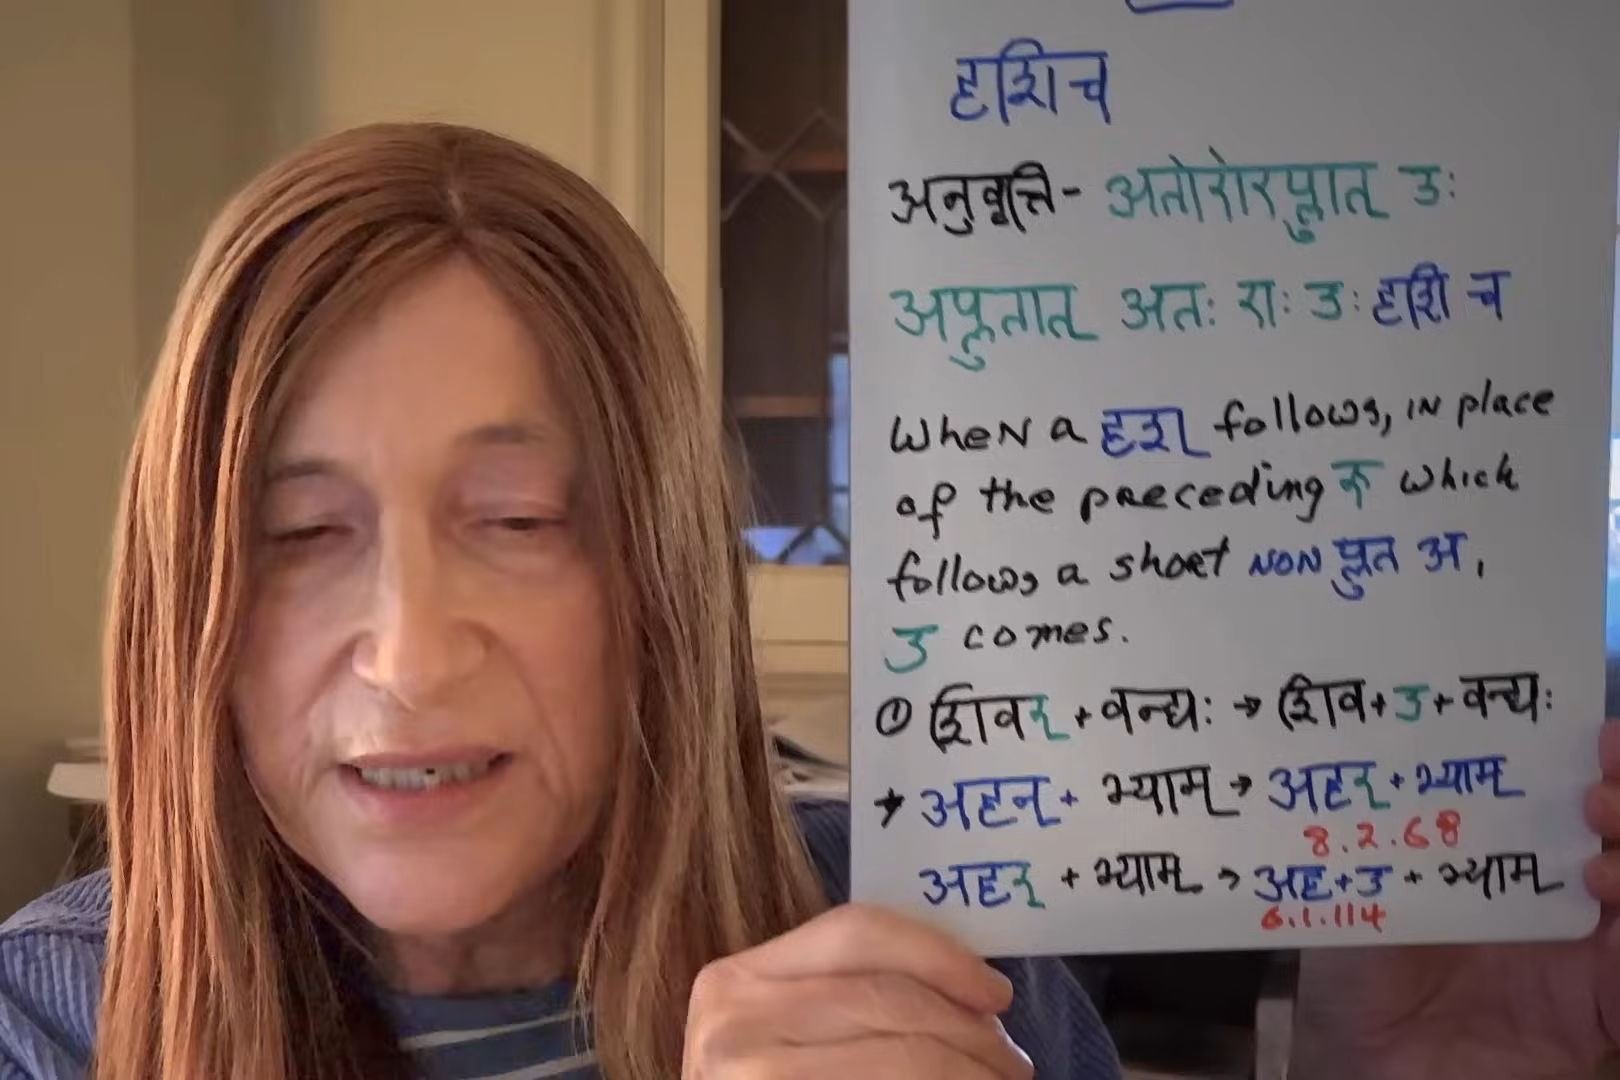 हशि च
अनुवृत्ति- अतोरोरप्लुतात् उः
अप्लुतात् अतः राः उः हशि च
When a हश् follows, in place
of the preceding रु which
follows a short non प्लुत अ,
उ comes.
① शिवर् + वन्द्यः → शिव + उ + वन्द्यः
→ अहन् + भ्याम् → अहर् + भ्याम्
8.2.68
अहर् + भ्याम् → अह + उ + भ्याम्
6.1.114